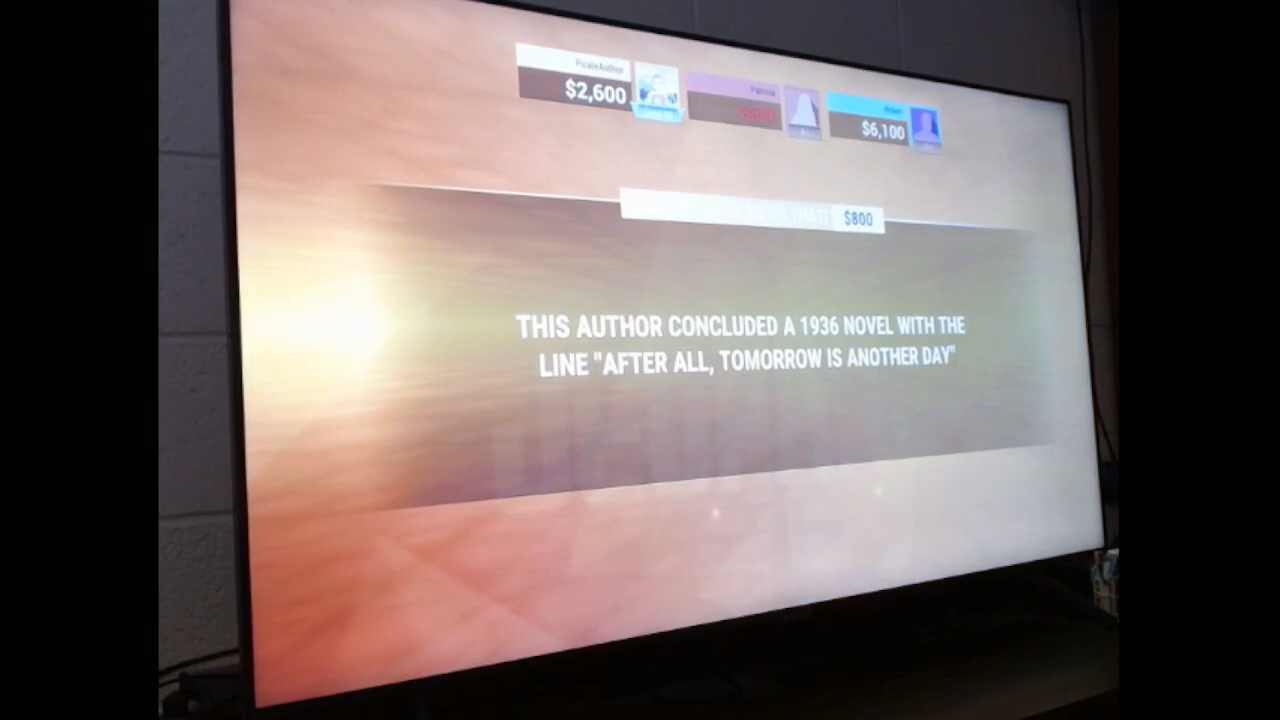 PirateAuthor
$2,600
Patricia
$6,100
$800
THIS AUTHOR CONCLUDED A 1936 NOVEL WITH THE
LINE "AFTER ALL, TOMORROW IS ANOTHER DAY"